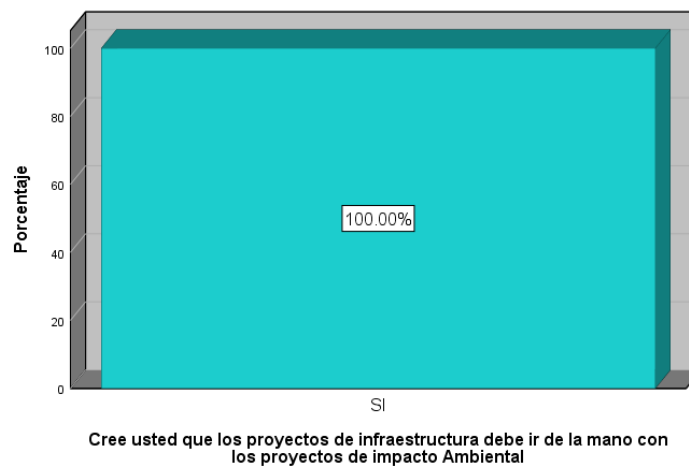 100
80
60
40
20
0
Porcentaje
100.00%
SI
Cree usted que los proyectos de infraestructura debe ir de la mano con
los proyectos de impacto Ambiental